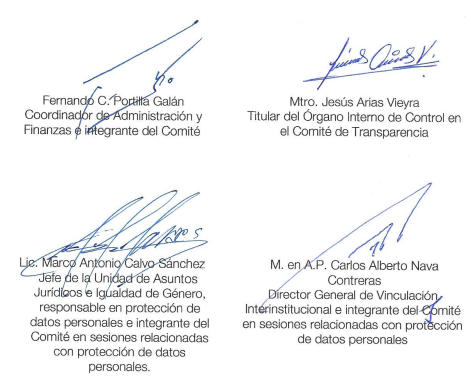 Fernando C. Portilla Galán
Coordinador de Administración y
Finanzas e integrante del Comité
Mtro. Jesús Arias Vieyra
Titular del Órgano Interno de Control en
el Comité de Transparencia
Lic. Marco Antonio Calvo Sánchez
Jefe de la Unidad de Asuntos
Jurídicos e Igualdad de Género,
responsable en protección de
datos personales e integrante del
Comité en sesiones relacionadas
con protección de datos
personales.
M. en A.P. Carlos Alberto Nava
Contreras
Director General de Vinculación
Interinstitucional e integrante del Comité
en sesiones relacionadas con protección
de datos personales